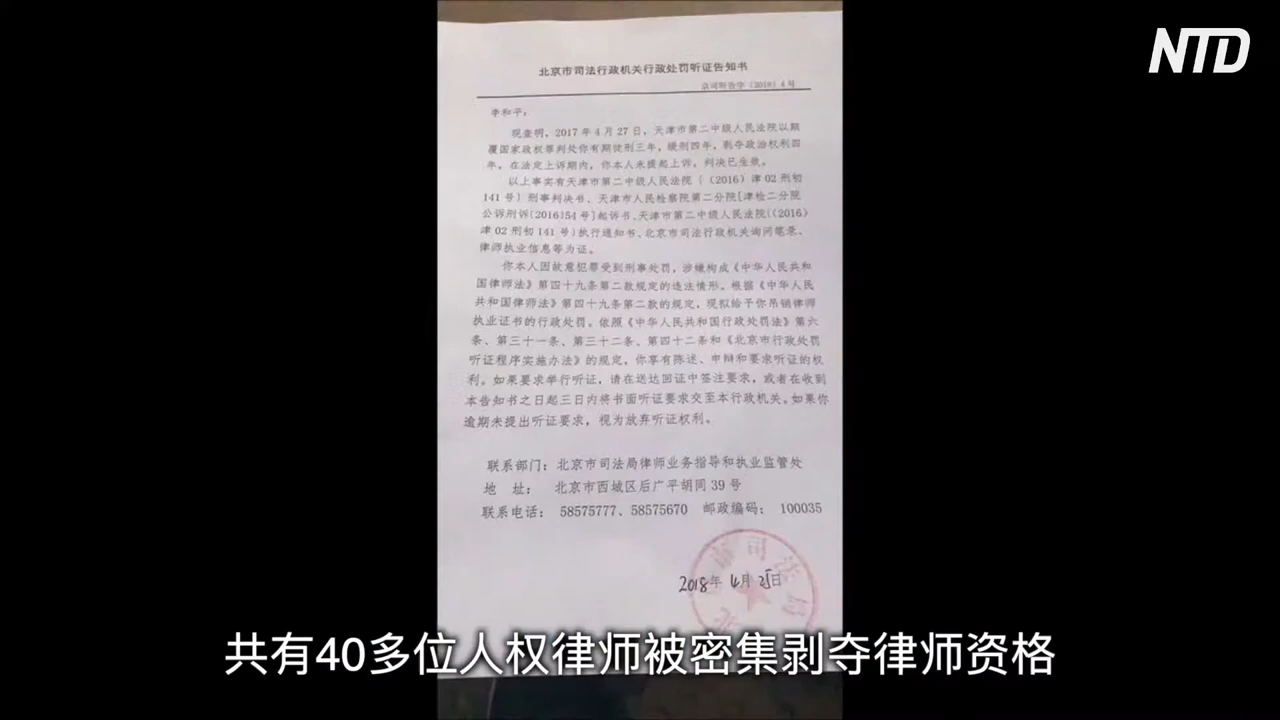 NTD
北京市司法行政机关行政处罚听证告知书
京司听告字〔2018〕4号
李和平：
现查明，2017年4月27日，天津市第二中级人民法院以颠
覆国家政权罪判处你有期徒刑三年，缓刑四年，剥夺政治权利四
年。在法定上诉期内，你本人未提起上诉，判决已生效。
以上事实有天津市第二中级人民法院〔（2016）津02刑初
141号〕刑事判决书、天津市人民检察院第二分院[津检二分院
公诉刑诉(2016)54号]起诉书、天津市第二中级人民法院〔(2016)
津02刑初141号〕执行通知书、北京市司法行政机关询问笔录、
律师执业信息等为证。
你本人因故意犯罪受到刑事处罚，涉嫌构成《中华人民共和
国律师法》第四十九条第二款规定的违法情形。根据《中华人民
共和国律师法》第四十九条第二款的规定，现拟给予你吊销律师
执业证书的行政处罚。依照《中华人民共和国行政处罚法》第六
条、第三十一条、第三十二条、第四十二条和《北京市行政处罚
听证程序实施办法》的规定，你享有陈述、申辩和要求听证的权
利。如果要求举行听证，请在送达回证中签注要求，或者在收到
本告知书之日起三日内将书面听证要求交至本行政机关。如果你
逾期未提出听证要求，视为放弃听证权利。
联系部门：北京市司法局律师业务指导和执业监管处
地　址：　北京市西城区后广平胡同39号
联系电话： 58575777、58575670　邮政编码： 100035
2018年4月25日
共有40多位人权律师被密集剥夺律师资格